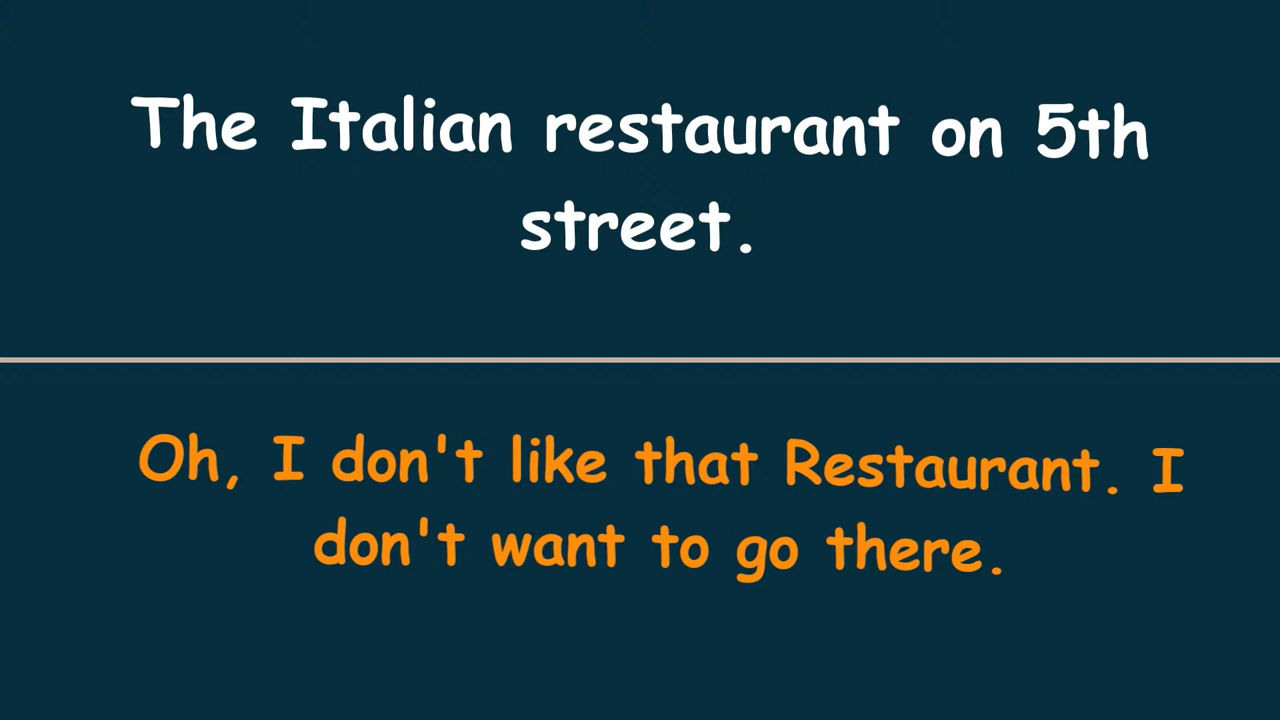 The Italian restaurant on 5th
street.
Oh, I don't like that Restaurant. I
don't want to go there.